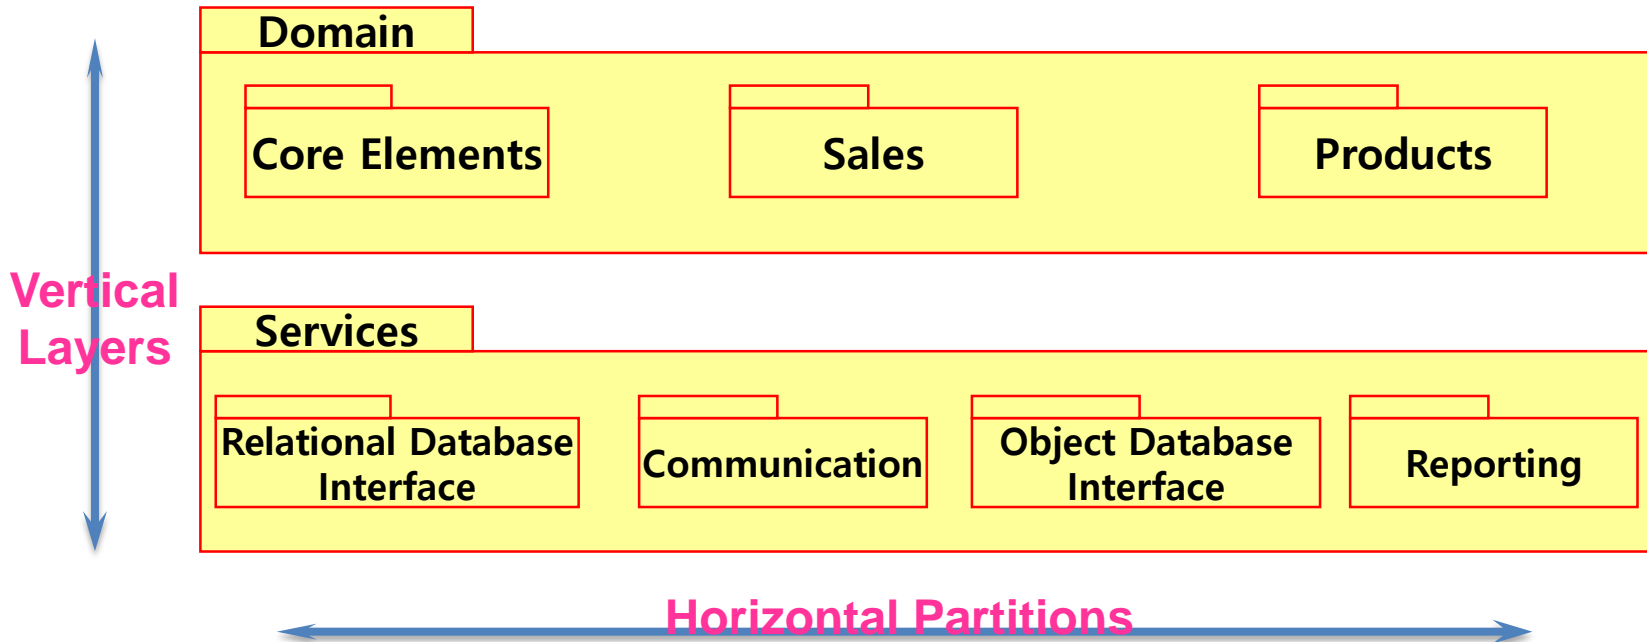 Domain
Core Elements
Sales
Products
Vertical
Layers
Services
Relational Database
Interface
Communication
Object Database
Interface
Reporting
Horizontal Partitions